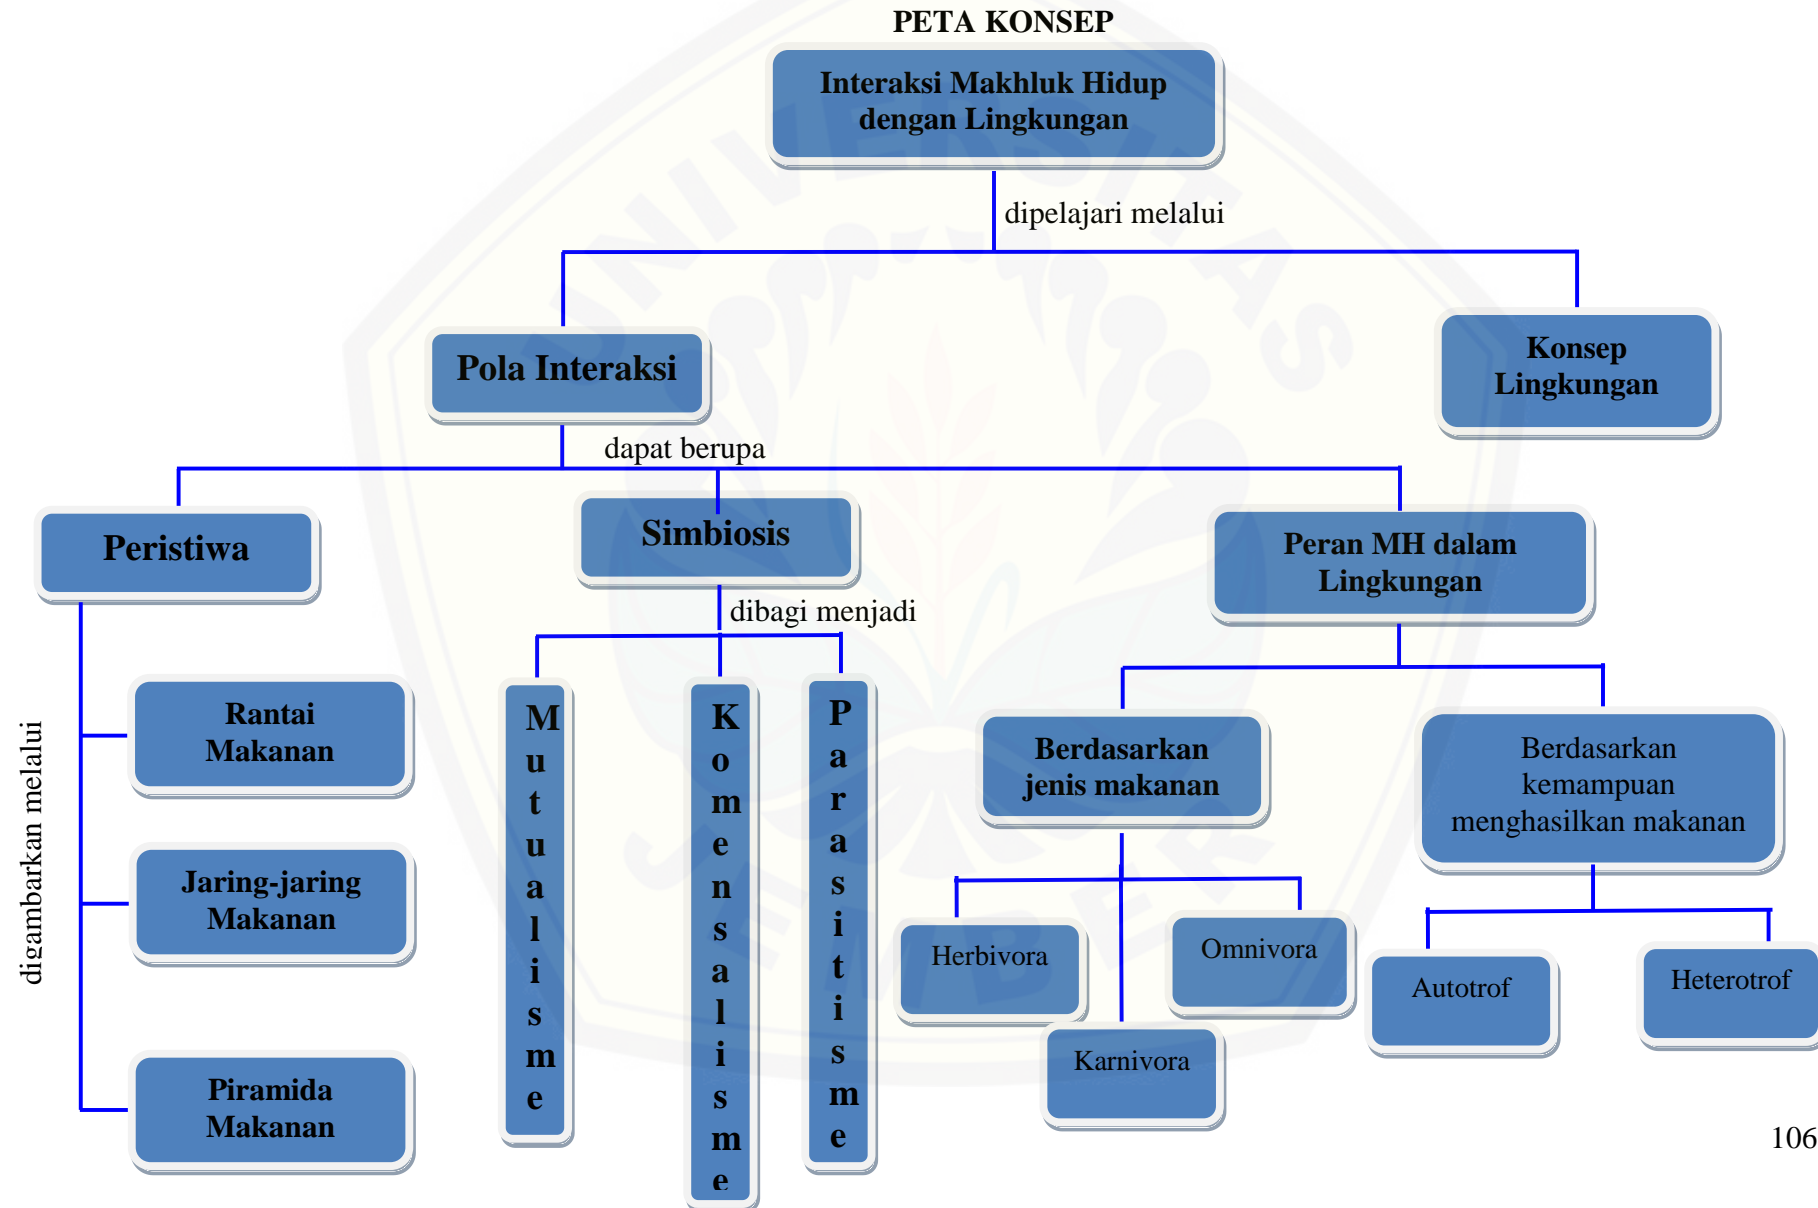 PETA KONSEP
Interaksi Makhluk Hidup
dengan Lingkungan
dipelajari melalui
Pola Interaksi
Konsep
Lingkungan
dapat berupa
Peristiwa
Simbiosis
Peran MH dalam
Lingkungan
digambarkan melalui
Rantai
Makanan
Jaring-jaring
Makanan
Piramida
Makanan
dibagi menjadi
Mutualisme
Komensalisme
Parasitisme
Berdasarkan
jenis makanan
Berdasarkan
kemampuan
menghasilkan makanan
Herbivora
Karnivora
Omnivora
Autotrof
Heterotrof
106
UNIVERSITAS
JEMBER